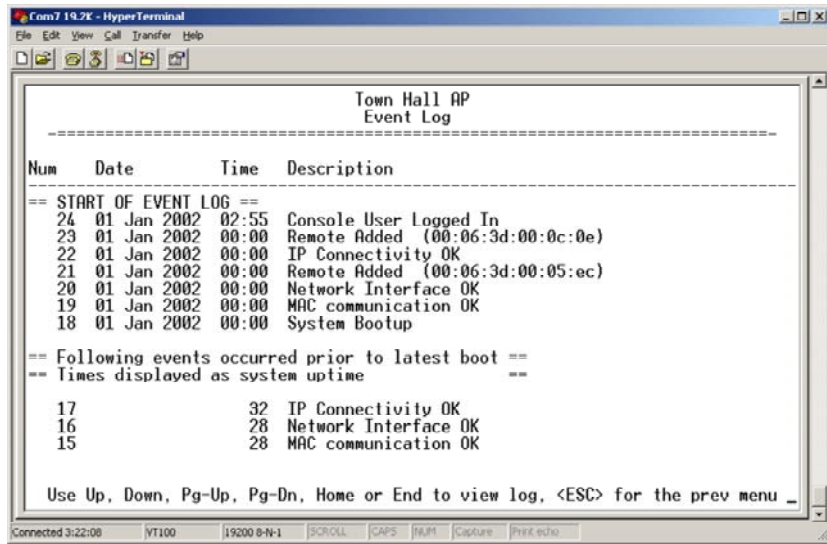 Com7 19.2K - HyperTerminal
File Edit View Call Transfer Help
Town Hall AP
Event Log
-==========================================================================-
Num Date Time Description
--------------------------------------------------------------------------------
== START OF EVENT LOG ==
24 01 Jan 2002 02:55 Console User Logged In
23 01 Jan 2002 00:00 Remote Added (00:06:3d:00:0c:0e)
22 01 Jan 2002 00:00 IP Connectivity OK
21 01 Jan 2002 00:00 Remote Added (00:06:3d:00:05:ec)
20 01 Jan 2002 00:00 Network Interface OK
19 01 Jan 2002 00:00 MAC communication OK
18 01 Jan 2002 00:00 System Bootup
== Following events occurred prior to latest boot ==
== Times displayed as system uptime ==
17 32 IP Connectivity OK
16 28 Network Interface OK
15 28 MAC communication OK
Use Up, Down, Pg-Up, Pg-Dn, Home or End to view log, <ESC> for the prev menu _
Connected 3:22:08 VT100 19200 8-N-1 SCROLL CAPS NUM Capture Print echo